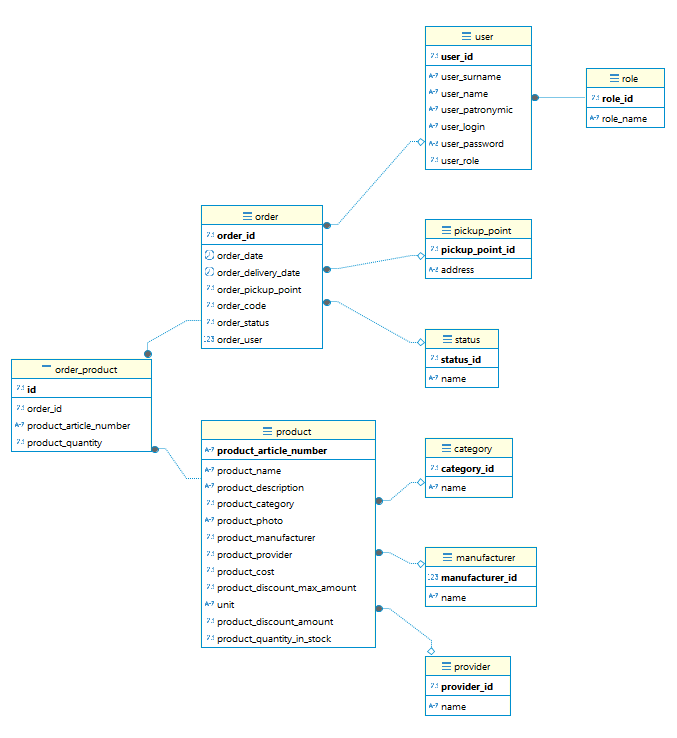 user
user_id
user_surname
user_name
user_patronymic
user_login
user_password
user_role
role
role_id
role_name
order
order_id
order_date
order_delivery_date
order_pickup_point
order_code
order_status
123 order_user
pickup_point
pickup_point_id
address
status
status_id
name
order_product
id
order_id
product_article_number
product_quantity
product
product_article_number
product_name
product_description
product_category
product_photo
product_manufacturer
product_provider
product_cost
product_discount_max_amount
unit
product_discount_amount
product_quantity_in_stock
category
category_id
name
manufacturer
123 manufacturer_id
name
provider
provider_id
name